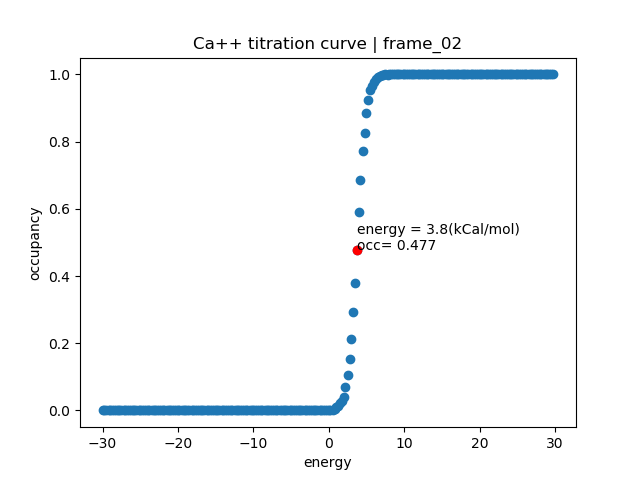 Ca++ titration curve | frame_02
1.0
0.8
0.6
0.4
0.2
0.0
occupancy
energy = 3.8(kCal/mol)
occ= 0.477
−30
−20
−10
0
10
20
30
energy